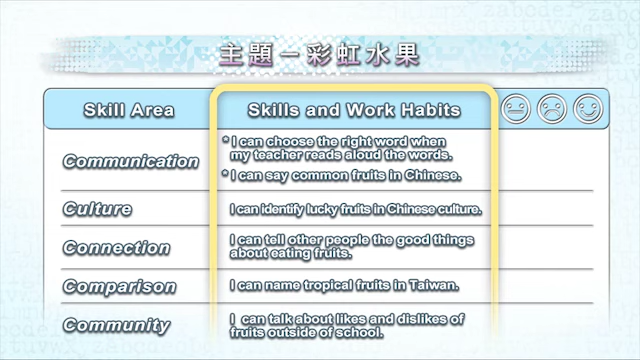 主題－彩虹水果
Skill Area
Skills and Work Habits
Communication
* I can choose the right word when
my teacher reads aloud the words.
* I can say common fruits in Chinese.
Culture
I can identify lucky fruits in Chinese culture.
Connection
I can tell other people the good things
about eating fruits.
Comparison
I can name tropical fruits in Taiwan.
Community
I can talk about likes and dislikes of
fruits outside of school.